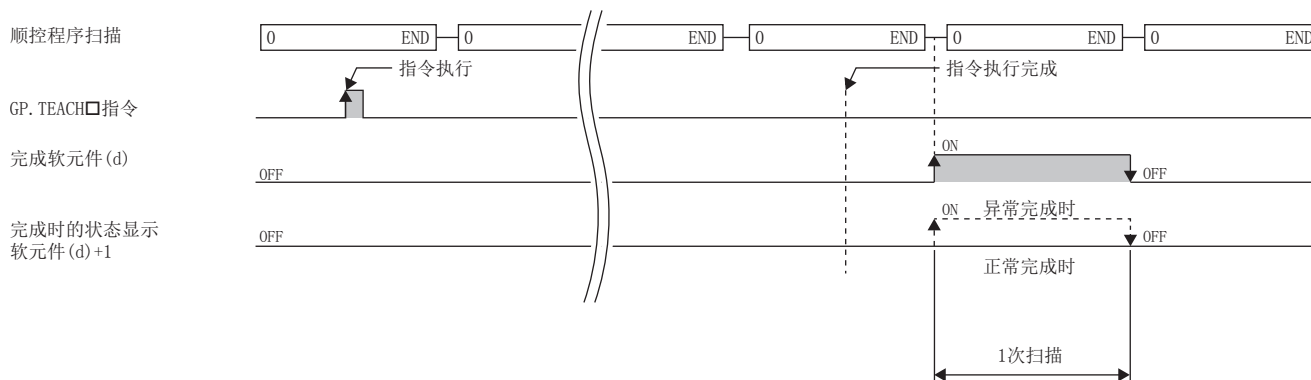 顺控程序扫描
0 END 0 END 0 END 0 END 0 END
指令执行 指令执行完成
GP.TEACH□指令
完成软元件(d)
OFF ON OFF
完成时的状态显示
软元件(d)+1
OFF ON 异常完成时 OFF
正常完成时
1次扫描